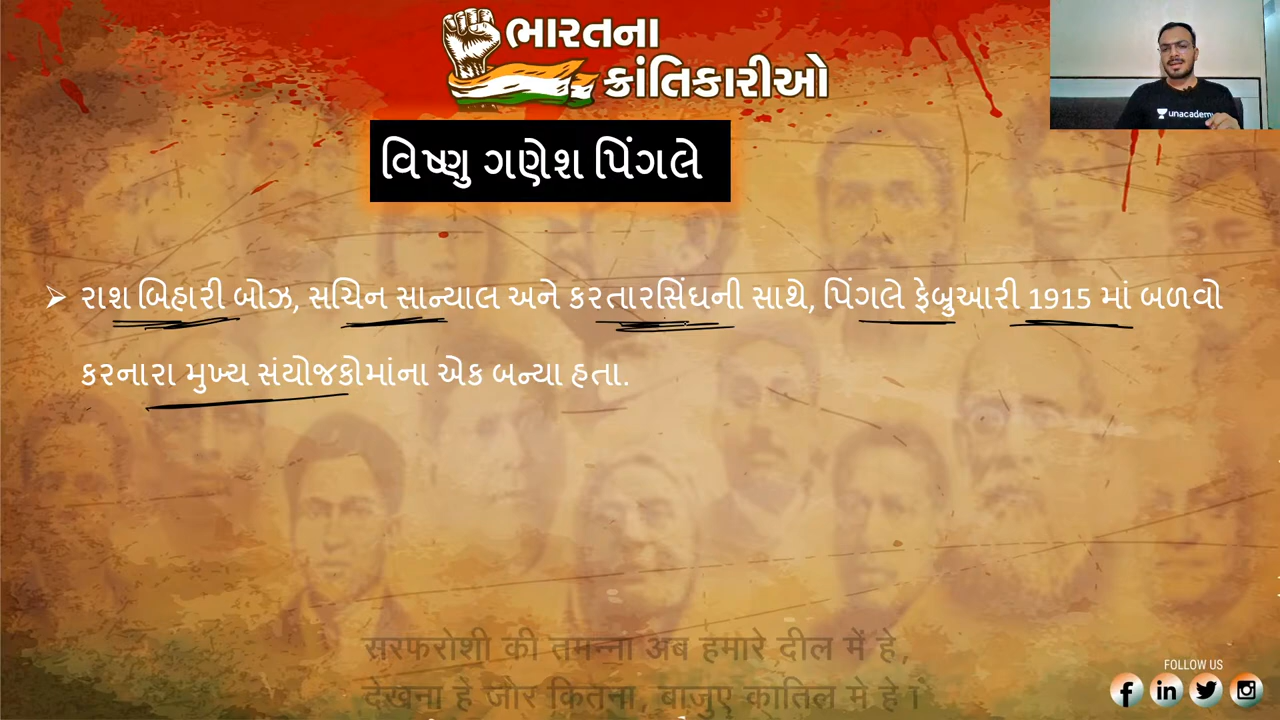 ભારતના
ક્રાંતિકારીઓ
unacademy
વિષ્ણુ ગણેશ પિંગલે
➢ રાશ બિહારી બોઝ, સચિન સાન્યાલ અને કરતારસિંઘની સાથે, પિંગલે ફેબ્રુઆરી 1915 માં બળવો
કરનારા મુખ્ય સંયોજકોમાંના એક બન્યા હતા.
सरफरोशी की तमन्ना अब हमारे दील में हे,
देखना हे जोर कितना, बाजुए कातिल मे हे।
FOLLOW US